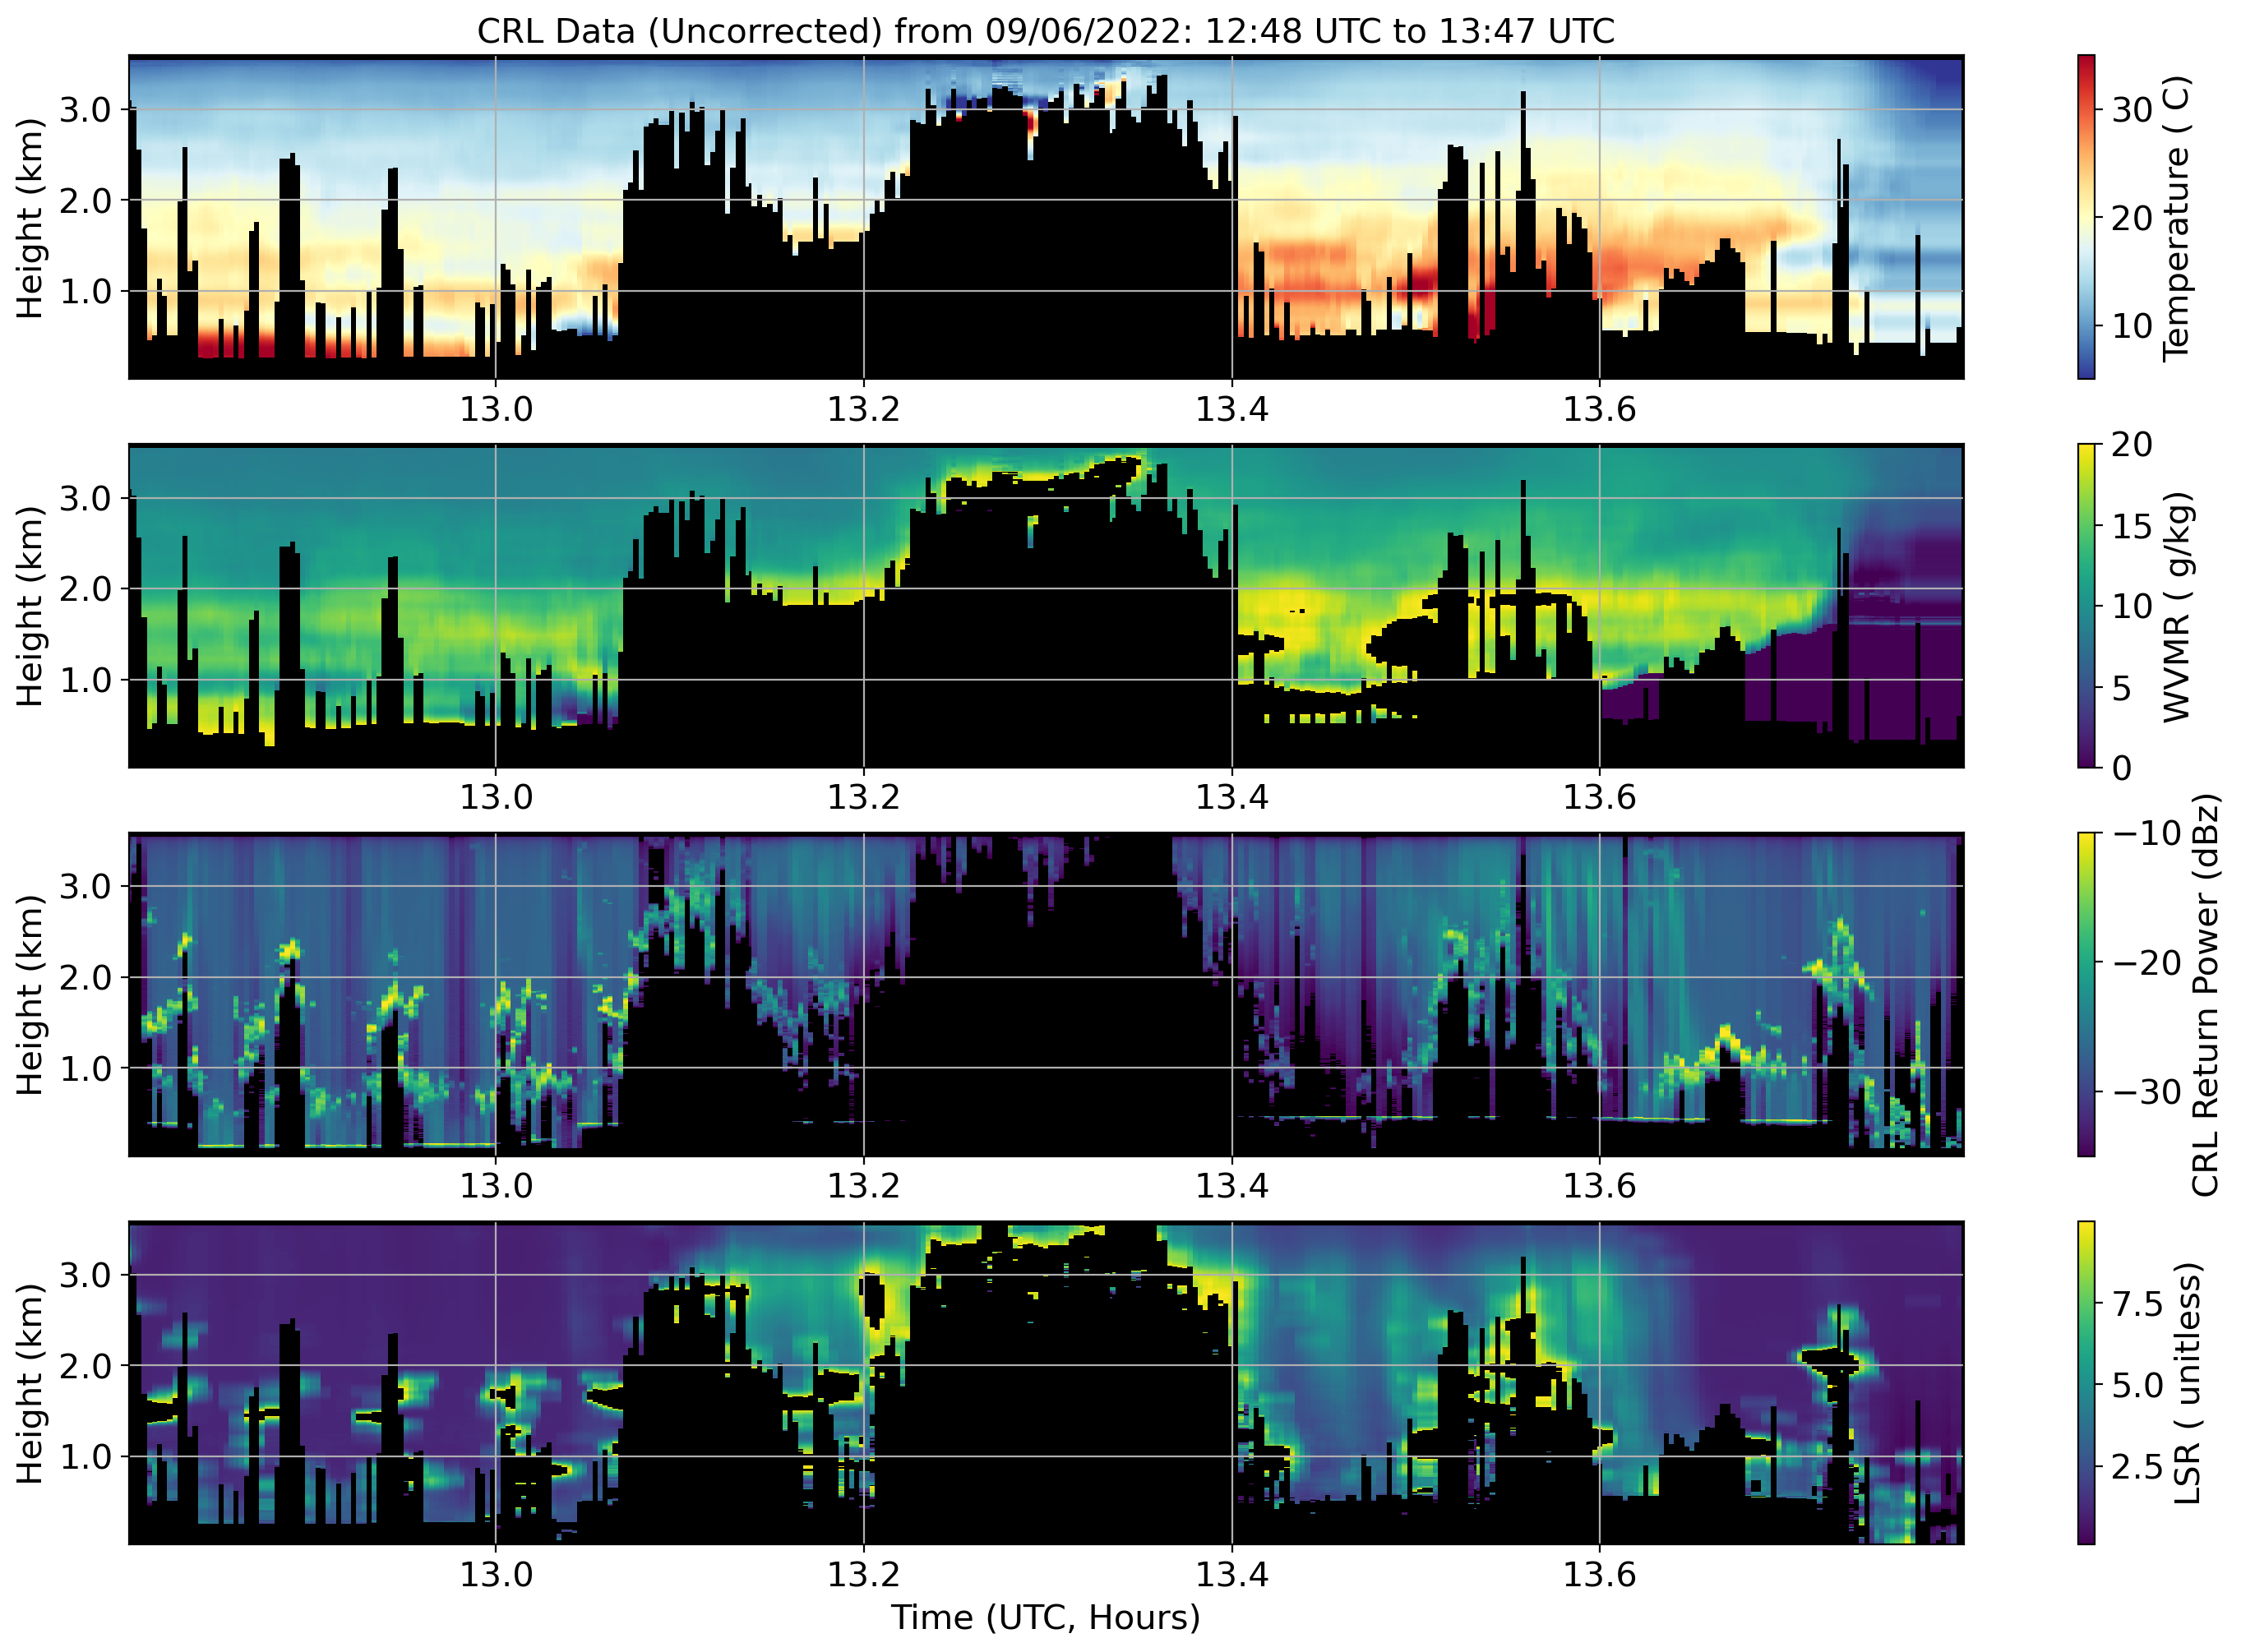 CRL Data (Uncorrected) from 09/06/2022: 12:48 UTC to 13:47 UTC
Height (km)
3.0
2.0
1.0
13.0 13.2 13.4 13.6
30
20
10
Temperature ( C)
Height (km)
3.0
2.0
1.0
13.0 13.2 13.4 13.6
20
15
10
5
0
WVMR ( g/kg)
Height (km)
3.0
2.0
1.0
13.0 13.2 13.4 13.6
−10
−20
−30
CRL Return Power (dBz)
Height (km)
3.0
2.0
1.0
13.0 13.2 13.4 13.6
7.5
5.0
2.5
LSR ( unitless)
Time (UTC, Hours)